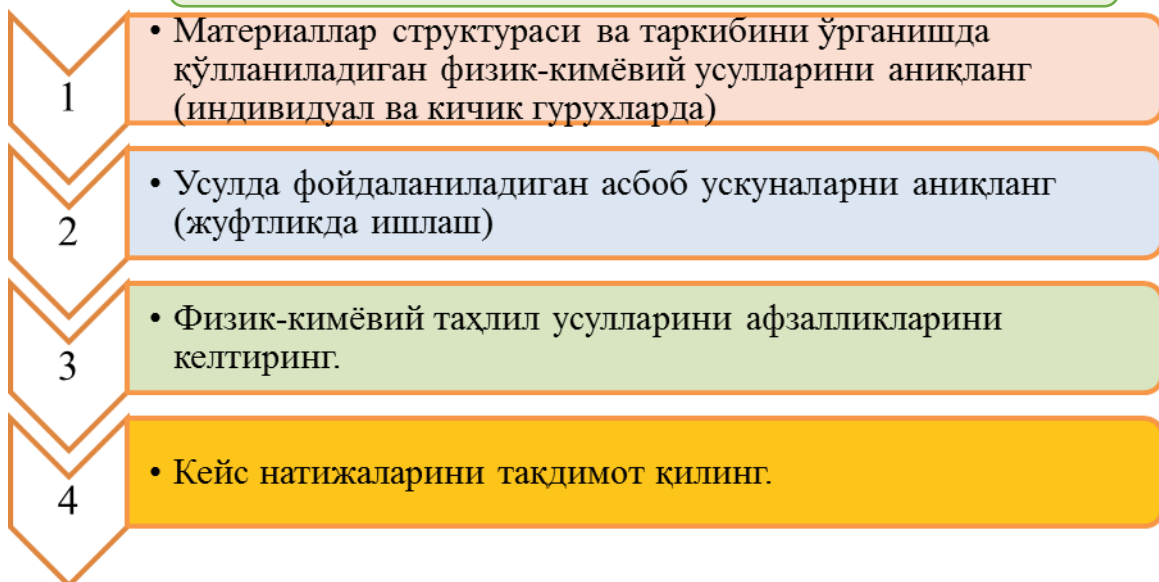 1
• Материаллар структураси ва таркибини ўрганишда
қўлланиладиган физик-кимёвий усулларини аниқланг
(индивидуал ва кичик гурухларда)
2
• Усулда фойдаланиладиган асбоб ускуналарни аниқланг
(жуфтликда ишлаш)
3
• Физик-кимёвий таҳлил усулларини афзалликларини
келтиринг.
4
• Кейс натижаларини тақдимот қилинг.